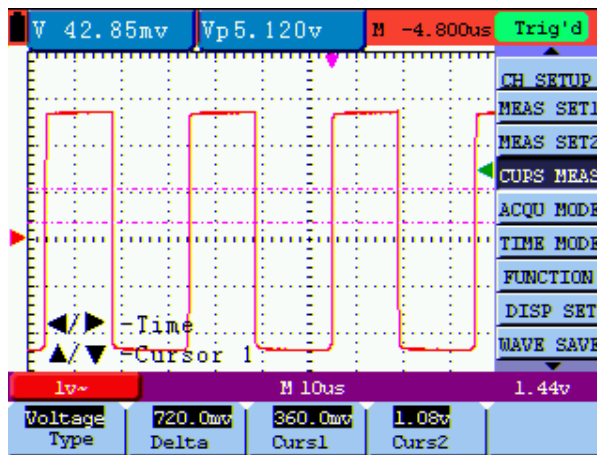 V 42.85mv Vp5.120v M -4.800us Trig'd
CH SETUP
MEAS SET1
MEAS SET2
CUPS MEAS
ACQU MODE
TIME MODE
FUNCTION
DISP SET
WAVE SAVE
◀/▶ -Time
▲/▼ -Cursor 1
1v~ M 10us 1.44v
Voltage 720.0mv 360.0mv 1.08v
Type Delta Curs1 Curs2